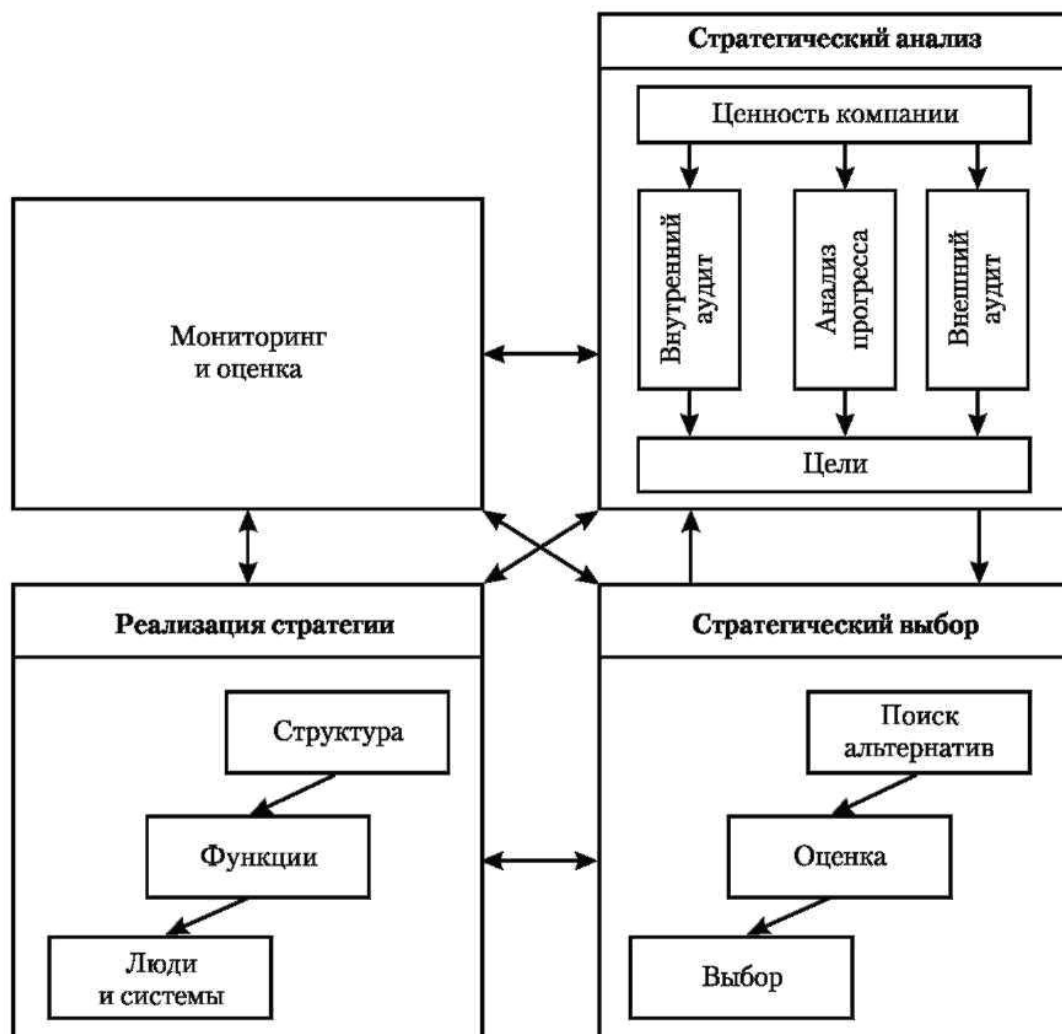 Стратегический анализ
Ценность компании
Внутренний
аудит
Анализ
прогресса
Внешний
аудит
Цели
Мониторинг
и оценка
Реализация стратегии
Структура
Функции
Люди
и системы
Стратегический выбор
Поиск
альтернатив
Оценка
Выбор